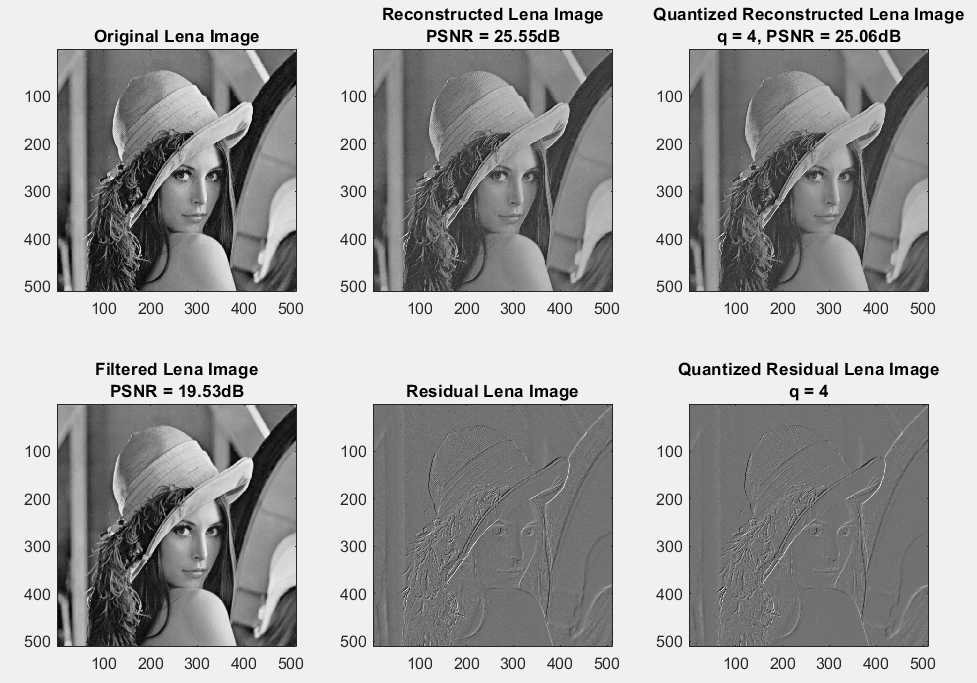 Original Lena Image
100
200
300
400
500
100 200 300 400 500
Reconstructed Lena Image
PSNR = 25.55dB
100
200
300
400
500
100 200 300 400 500
Quantized Reconstructed Lena Image
q = 4, PSNR = 25.06dB
100
200
300
400
500
100 200 300 400 500
Filtered Lena Image
PSNR = 19.53dB
100
200
300
400
500
100 200 300 400 500
Residual Lena Image
100
200
300
400
500
100 200 300 400 500
Quantized Residual Lena Image
q = 4
100
200
300
400
500
100 200 300 400 500